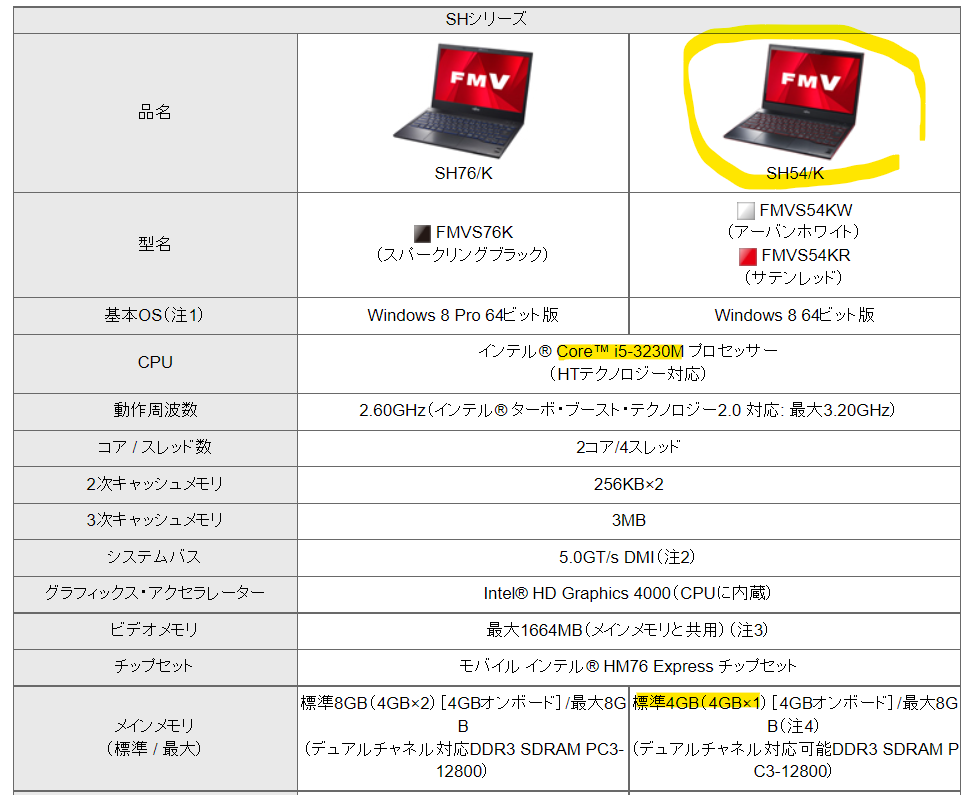 SHシリーズ
品名
FMV
SH76/K
FMV
SH54/K
型名
FMVS76K
（スパークリングブラック）
FMVS54KW
（アーバンホワイト）
FMVS54KR
（サテンレッド）
基本OS（注1）
Windows 8 Pro 64ビット版
Windows 8 64ビット版
CPU
インテル® Core™ i5-3230M プロセッサー
（HTテクノロジー対応）
動作周波数
2.60GHz（インテル® ターボ・ブースト・テクノロジー2.0 対応: 最大3.20GHz）
コア / スレッド数
2コア/4スレッド
2次キャッシュメモリ
256KB×2
3次キャッシュメモリ
3MB
システムバス
5.0GT/s DMI（注2）
グラフィックス・アクセラレーター
Intel® HD Graphics 4000（CPUに内蔵）
ビデオメモリ
最大1664MB（メインメモリと共用）（注3）
チップセット
モバイル インテル® HM76 Express チップセット
メインメモリ
（標準 / 最大）
標準8GB（4GB×2）［4GBオンボード］/最大8G
B
（デュアルチャネル対応DDR3 SDRAM PC3-
12800）
標準4GB（4GB×1）［4GBオンボード］/最大8G
B（注4）
（デュアルチャネル対応可能DDR3 SDRAM P
C3-12800）